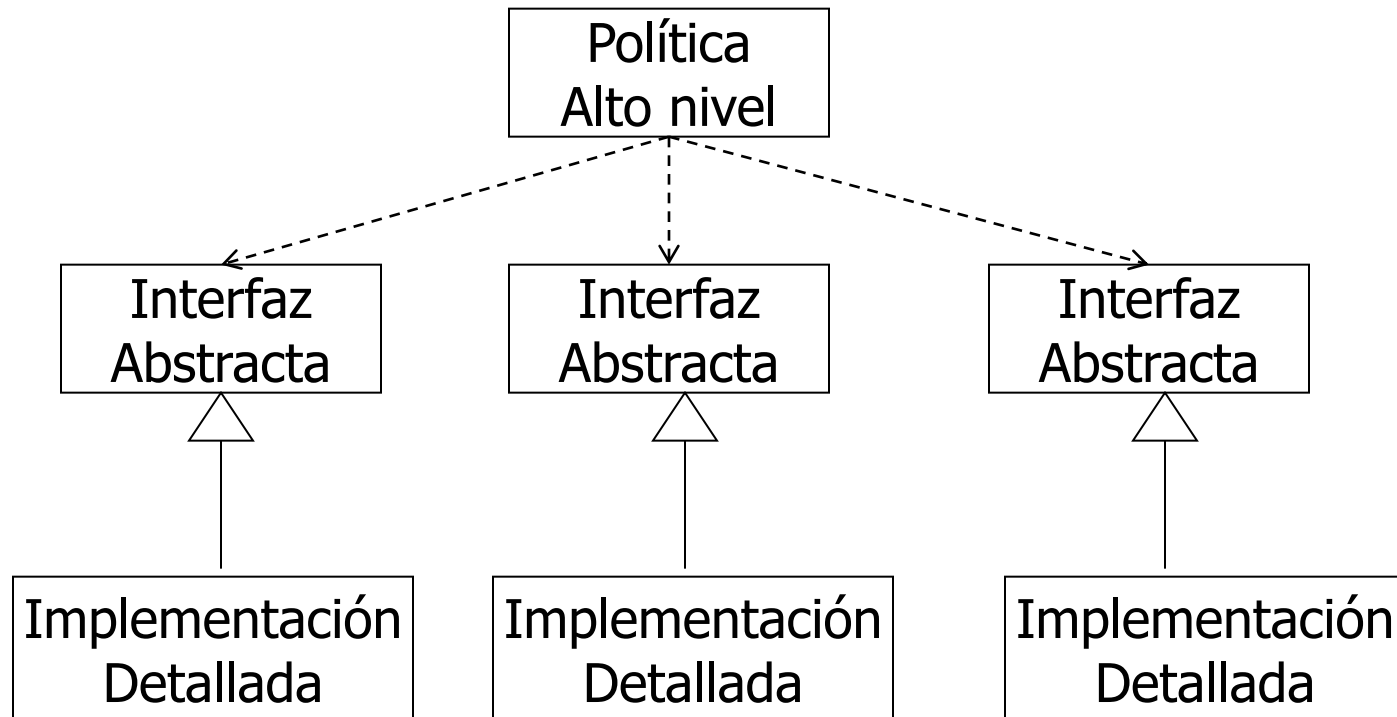 Política
Alto nivel
Interfaz
Abstracta
Interfaz
Abstracta
Interfaz
Abstracta
Implementación
Detallada
Implementación
Detallada
Implementación
Detallada